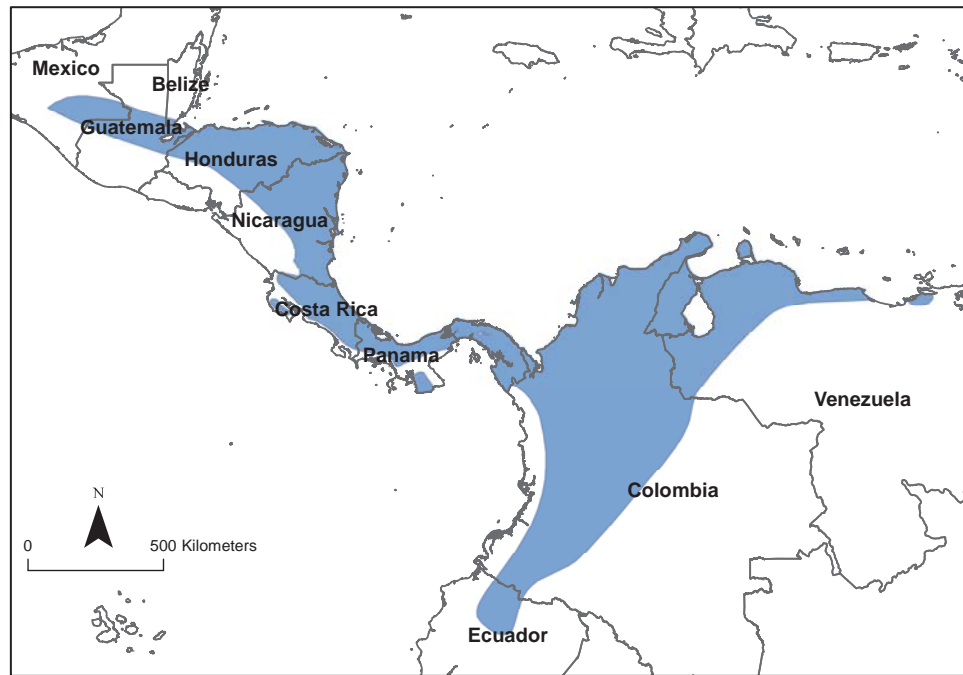 Mexico
Belize
Guatemala
Honduras
Nicaragua
Costa Rica
Panama
Venezuela
Colombia
N
0 500 Kilometers
Ecuador